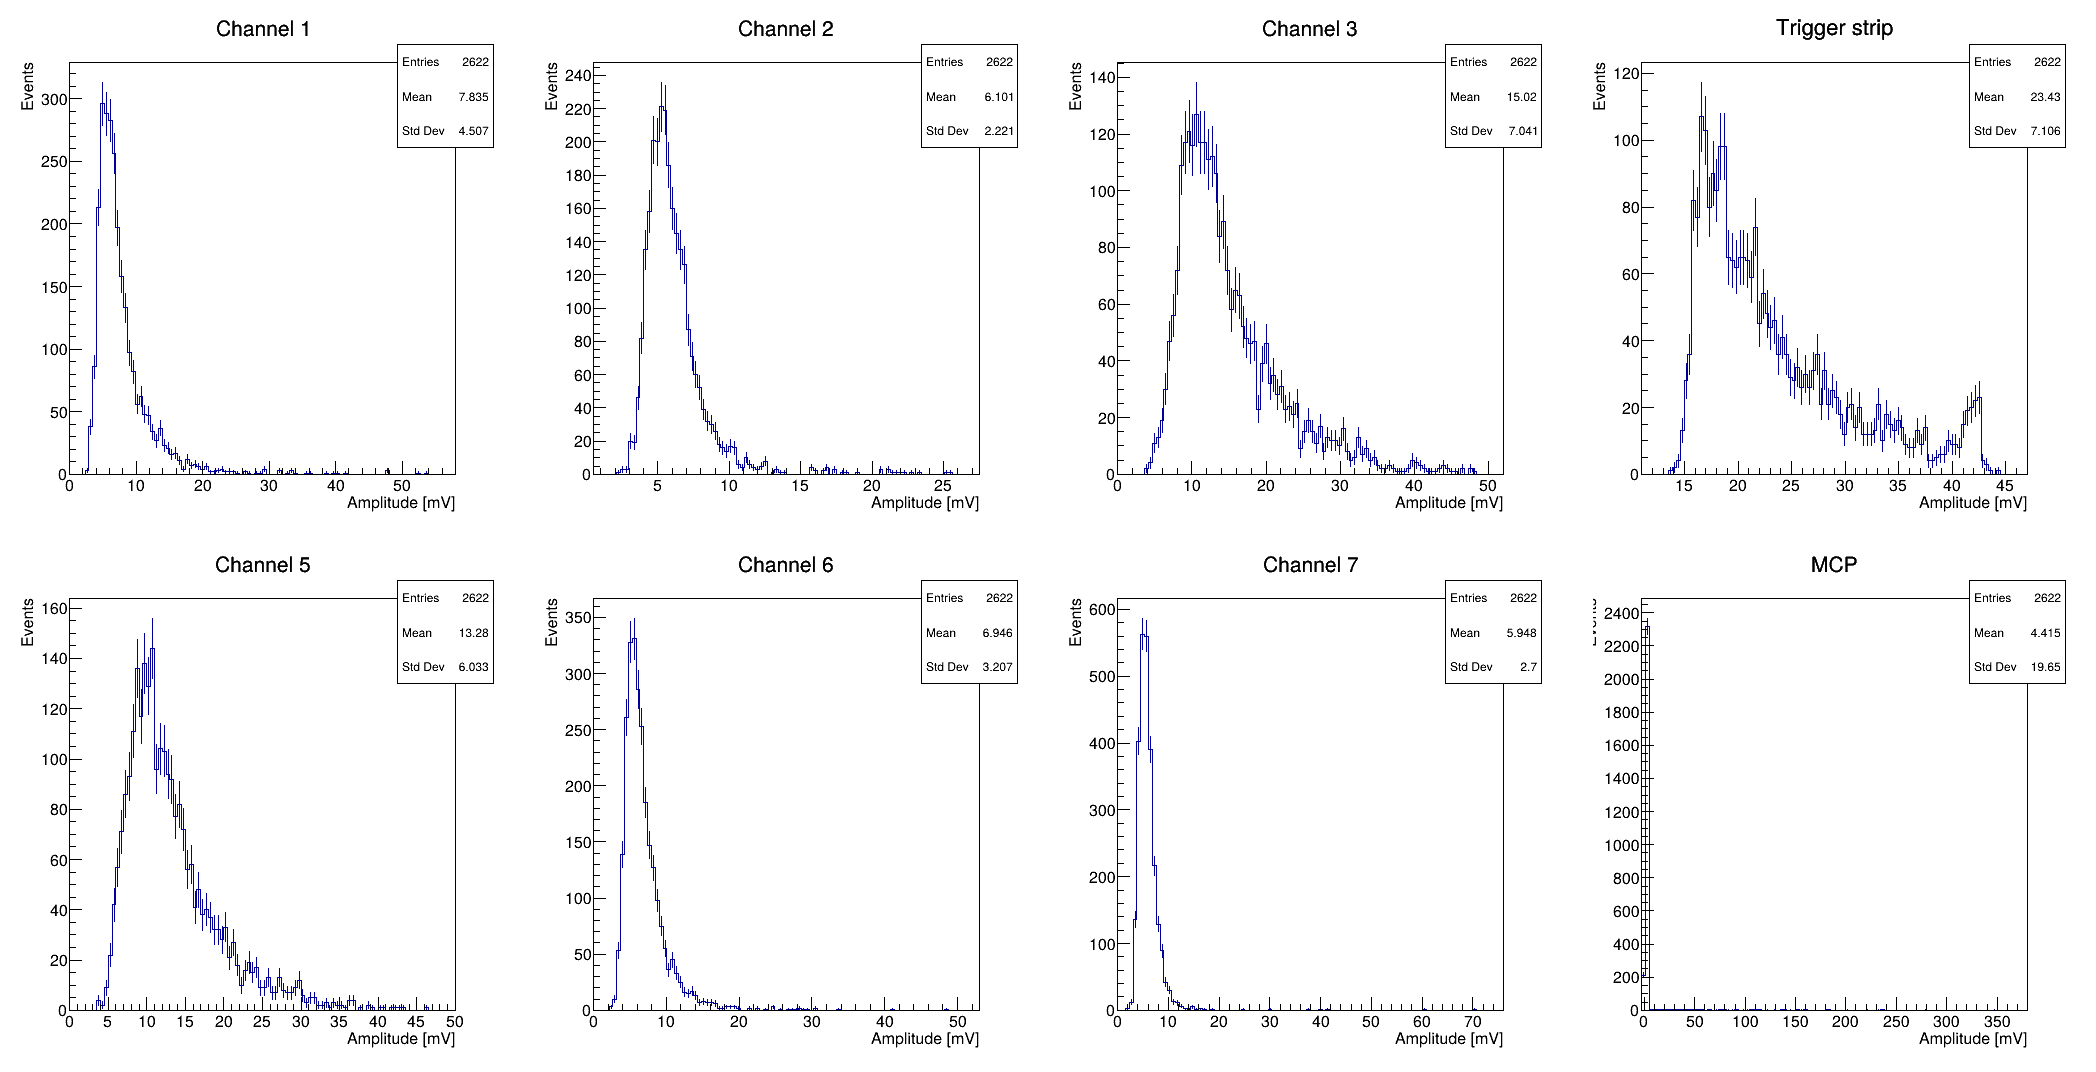 Channel 1
Events
Entries 2622
Mean 7.835
Std Dev 4.507
300
250
200
150
100
50
0
0 10 20 30 40 50
Amplitude [mV]
Channel 2
Events
Entries 2622
Mean 6.101
Std Dev 2.221
240
220
200
180
160
140
120
100
80
60
40
20
0
5 10 15 20 25
Amplitude [mV]
Channel 3
Events
Entries 2622
Mean 15.02
Std Dev 7.041
140
120
100
80
60
40
20
0
0 10 20 30 40 50
Amplitude [mV]
Trigger strip
Events
Entries 2622
Mean 23.43
Std Dev 7.106
120
100
80
60
40
20
0
15 20 25 30 35 40 45
Amplitude [mV]
Channel 5
Events
Entries 2622
Mean 13.28
Std Dev 6.033
160
140
120
100
80
60
40
20
0
0 5 10 15 20 25 30 35 40 45 50
Amplitude [mV]
Channel 6
Events
Entries 2622
Mean 6.946
Std Dev 3.207
350
300
250
200
150
100
50
0
0 10 20 30 40 50
Amplitude [mV]
Channel 7
Events
Entries 2622
Mean 5.948
Std Dev 2.7
600
500
400
300
200
100
0
0 10 20 30 40 50 60 70
Amplitude [mV]
MCP
Events
Entries 2622
Mean 4.415
Std Dev 19.65
2400
2200
2000
1800
1600
1400
1200
1000
800
600
400
200
0
0 50 100 150 200 250 300 350
Amplitude [mV]